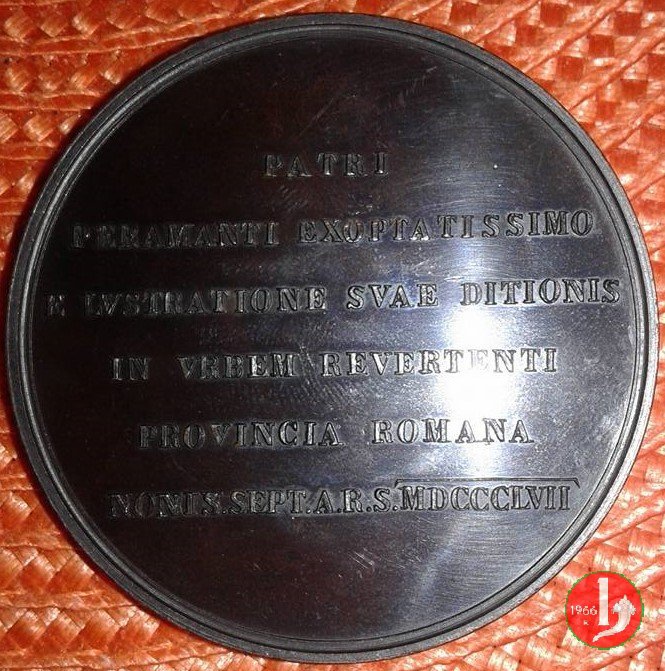 PATRI
PERAMANTI EXOPTATISSIMO
E LVSTRATIONE SVAE DITIONIS
IN VRBEM REVERTENTI
PROVINCIA ROMANA
NONIS.SEPT.A.R.S.MDCCCLVII
1966
K